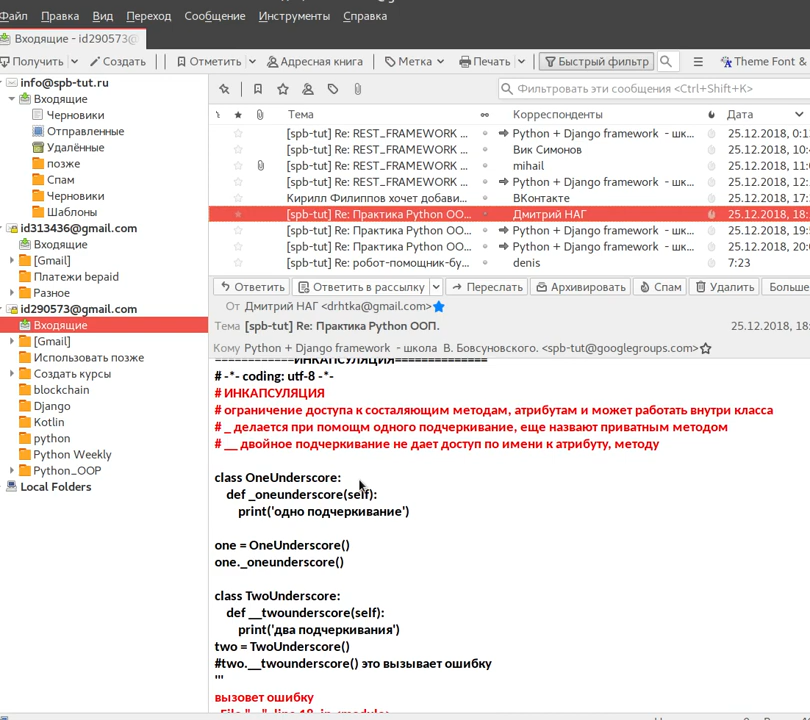 Файл Правка Вид Переход Сообщение Инструменты Справка
Входящие - id290573@
Получить Создать Отметить Адресная книга Метка Печать Быстрый фильтр Theme Font &
info@spb-tut.ru
Входящие
Черновики
Отправленные
Удалённые
позже
Спам
Черновики
Шаблоны
id313436@gmail.com
Входящие
[Gmail]
Платежи bepaid
Разное
id290573@gmail.com
Входящие
[Gmail]
Использовать позже
Создать курсы
blockchain
Django
Kotlin
python
Python Weekly
Python_OOP
Local Folders
Фильтровать эти сообщения <Ctrl+Shift+K>
Тема Корреспонденты Дата
[spb-tut] Re: REST_FRAMEWORK ... Python + Django framework - шк... 25.12.2018, 0:1
[spb-tut] Re: REST_FRAMEWORK ... Вик Симонов 25.12.2018, 10:
[spb-tut] Re: REST_FRAMEWORK ... mihail 25.12.2018, 11:
[spb-tut] Re: REST_FRAMEWORK ... Python + Django framework - шк... 25.12.2018, 12:
Кирилл Филиппов хочет добави... ВКонтакте 25.12.2018, 17:
[spb-tut] Re: Практика Python ОО... Дмитрий НАГ 25.12.2018, 18:
[spb-tut] Re: Практика Python ОО... Python + Django framework - шк... 25.12.2018, 19:
[spb-tut] Re: Практика Python ОО... Python + Django framework - шк... 25.12.2018, 20:
[spb-tut] Re: робот-помощник-бу... denis 7:23
Ответить Ответить в рассылку Переслать Архивировать Спам Удалить Больше
От Дмитрий НАГ <drhtka@gmail.com>
Тема [spb-tut] Re: Практика Python ООП. 25.12.2018, 18:
Кому Python + Django framework - школа В. Бовсуновского. <spb-tut@googlegroups.com>
============ИНКАПСУЛЯЦИЯ==============
# -*- coding: utf-8 -*-
# ИНКАПСУЛЯЦИЯ
# ограничение доступа к состаляющим методам, атрибутам и может работать внутри класса
# _ делается при помощм одного подчеркивание, еще назвают приватным методом
# __ двойное подчеркивание не дает доступ по имени к атрибуту, методу
class OneUnderscore:
def _oneunderscore(self):
print('одно подчеркивание')
one = OneUnderscore()
one._oneunderscore()
class TwoUnderscore:
def __twounderscore(self):
print('два подчеркивания')
two = TwoUnderscore()
#two.__twounderscore() это вызывает ошибку
'''
вызовет ошибку